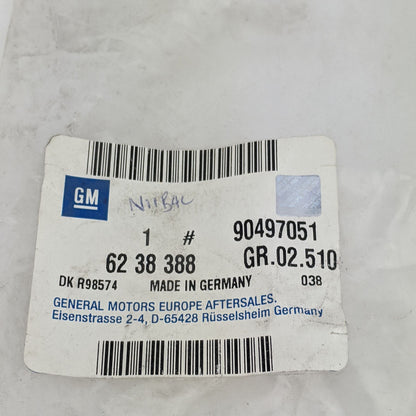 GM
N11BAC
1 # 90497051
62 38 388 GR.02.510
DK R98574 MADE IN GERMANY 038
GENERAL MOTORS EUROPE AFTERSALES.
Eisenstrasse 2-4, D-65428 Rüsselsheim Germany